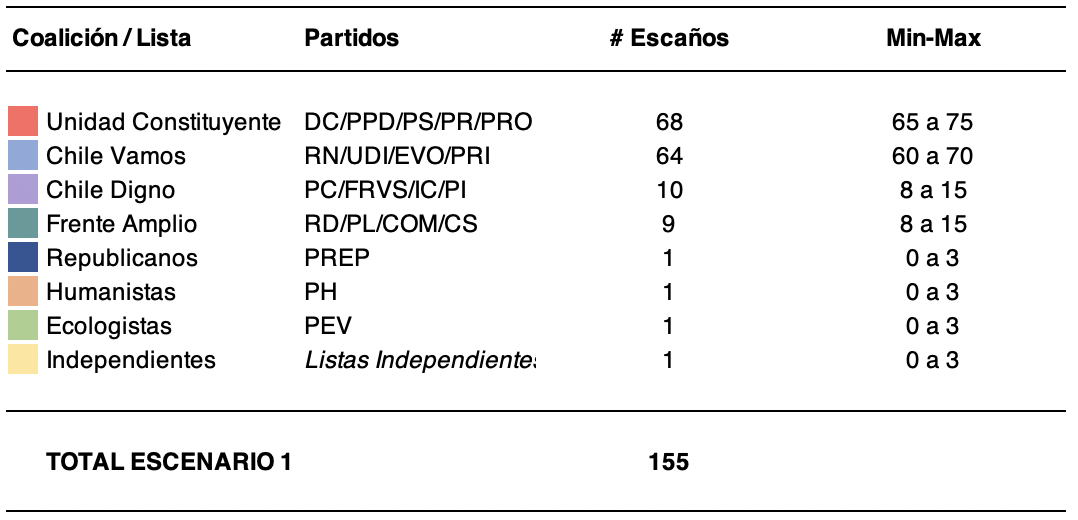 Coalición / Lista Partidos # Escaños Min-Max
Unidad Constituyente DC/PPD/PS/PR/PRO 68 65 a 75
Chile Vamos RN/UDI/EVO/PRI 64 60 a 70
Chile Digno PC/FRVS/IC/PI 10 8 a 15
Frente Amplio RD/PL/COM/CS 9 8 a 15
Republicanos PREP 1 0 a 3
Humanistas PH 1 0 a 3
Ecologistas PEV 1 0 a 3
Independientes Listas Independientes 1 0 a 3
TOTAL ESCENARIO 1 155